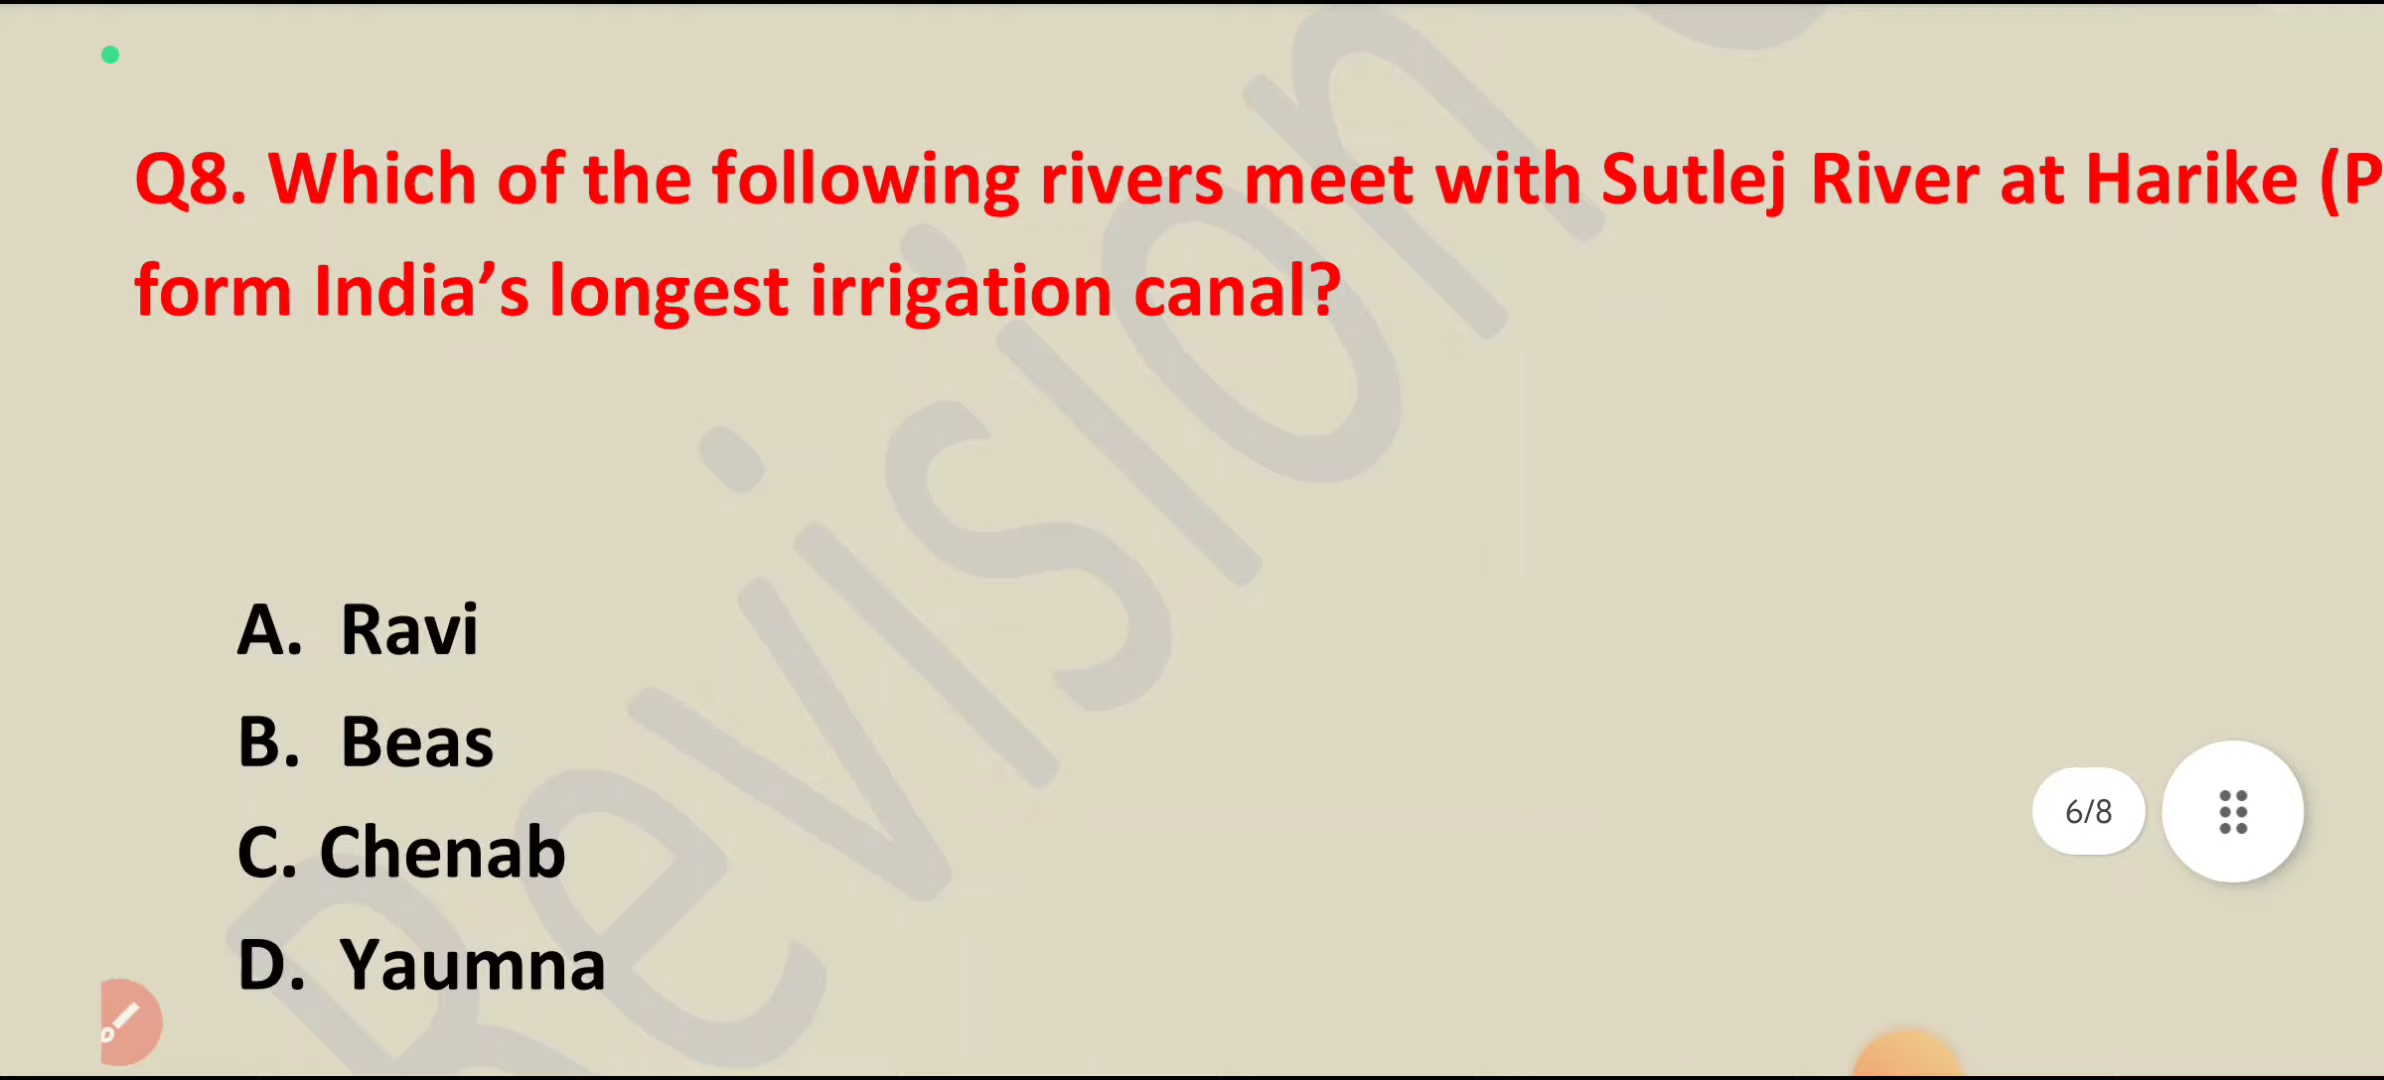 Q8. Which of the following rivers meet with Sutlej River at Harike (P
form India’s longest irrigation canal?
A. Ravi
B. Beas
C. Chenab
D. Yaumna
6/8
Revision